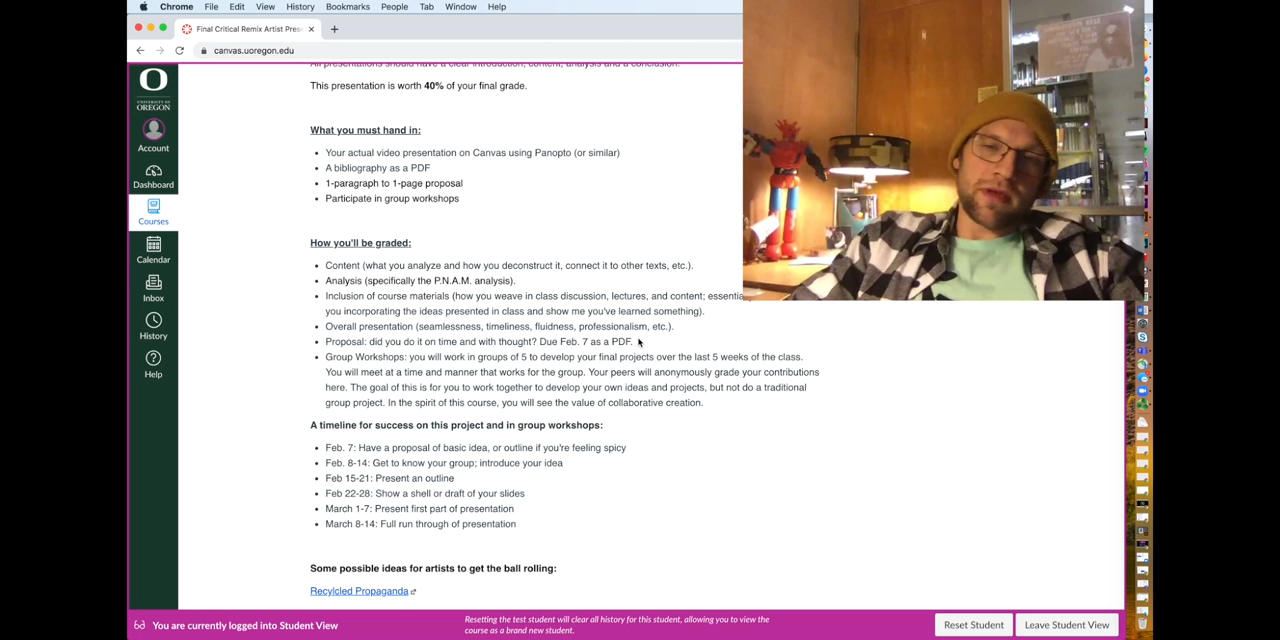 Chrome File Edit View History Bookmarks People Tab Window Help
Final Critical Remix Artist Pres
canvas.uoregon.edu
All presentations should have a clear introduction, content, analysis and a conclusion.
This presentation is worth 40% of your final grade.
What you must hand in:
Your actual video presentation on Canvas using Panopto (or similar)
A bibliography as a PDF
1-paragraph to 1-page proposal
Participate in group workshops
How you'll be graded:
Content (what you analyze and how you deconstruct it, connect it to other texts, etc.).
Analysis (specifically the P.N.A.M. analysis).
Inclusion of course materials (how you weave in class discussion, lectures, and content; essentia
you incorporating the ideas presented in class and show me you've learned something).
Overall presentation (seamlessness, timeliness, fluidness, professionalism, etc.).
Proposal: did you do it on time and with thought? Due Feb. 7 as a PDF.
Group Workshops: you will work in groups of 5 to develop your final projects over the last 5 weeks of the class.
You will meet at a time and manner that works for the group. Your peers will anonymously grade your contributions
here. The goal of this is for you to work together to develop your own ideas and projects, but not do a traditional
group project. In the spirit of this course, you will see the value of collaborative creation.
A timeline for success on this project and in group workshops:
Feb. 7: Have a proposal of basic idea, or outline if you're feeling spicy
Feb. 8-14: Get to know your group; introduce your idea
Feb 15-21: Present an outline
Feb 22-28: Show a shell or draft of your slides
March 1-7: Present first part of presentation
March 8-14: Full run through of presentation
Some possible ideas for artists to get the ball rolling:
Recylcled Propaganda
O
UNIVERSITY OF
OREGON
Account
Dashboard
Courses
Calendar
Inbox
History
Help
You are currently logged into Student View
Resetting the test student will clear all history for this student, allowing you to view the
course as a brand new student.
Reset Student
Leave Student View